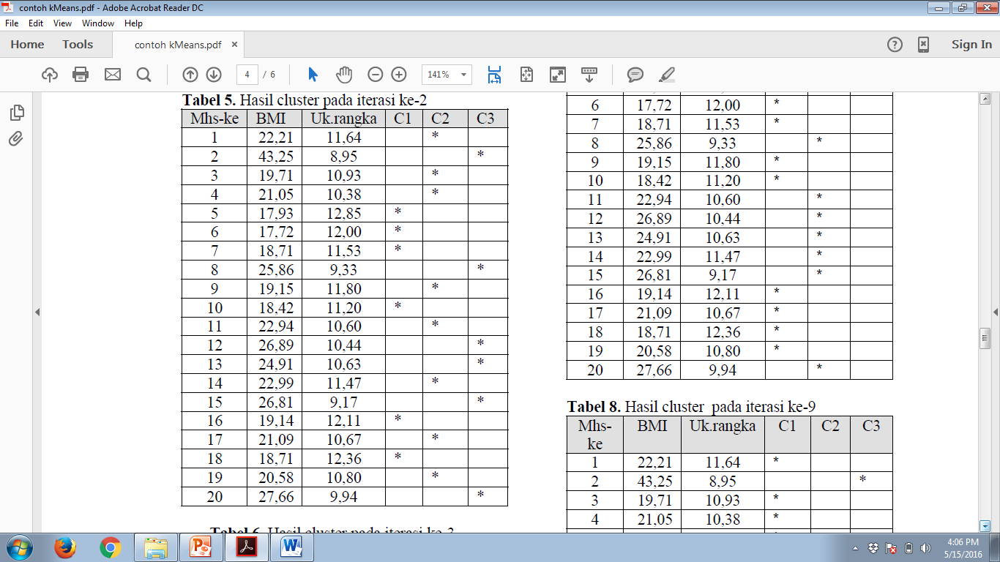 contoh kMeans.pdf - Adobe Acrobat Reader DC
File Edit View Window Help
Home Tools contoh kMeans.pdf × Sign In
4 / 6 141%
Tabel 5. Hasil cluster pada iterasi ke-2
Mhs-ke BMI Uk.rangka C1 C2 C3
1 22,21 11,64 *
2 43,25 8,95 *
3 19,71 10,93 *
4 21,05 10,38 *
5 17,93 12,85 *
6 17,72 12,00 *
7 18,71 11,53 *
8 25,86 9,33 *
9 19,15 11,80 *
10 18,42 11,20 *
11 22,94 10,60 *
12 26,89 10,44 *
13 24,91 10,63 *
14 22,99 11,47 *
15 26,81 9,17 *
16 19,14 12,11 *
17 21,09 10,67 *
18 18,71 12,36 *
19 20,58 10,80 *
20 27,66 9,94 *
Tabel 6. Hasil cluster pada iterasi ke-3
6 17,72 12,00 *
7 18,71 11,53 *
8 25,86 9,33 *
9 19,15 11,80 *
10 18,42 11,20 *
11 22,94 10,60 *
12 26,89 10,44 *
13 24,91 10,63 *
14 22,99 11,47 *
15 26,81 9,17 *
16 19,14 12,11 *
17 21,09 10,67 *
18 18,71 12,36 *
19 20,58 10,80 *
20 27,66 9,94 *
Tabel 8. Hasil cluster pada iterasi ke-9
Mhs- BMI Uk.rangka C1 C2 C3
ke
1 22,21 11,64 *
2 43,25 8,95 *
3 19,71 10,93 *
4 21,05 10,38 *
4:06 PM
5/15/2016